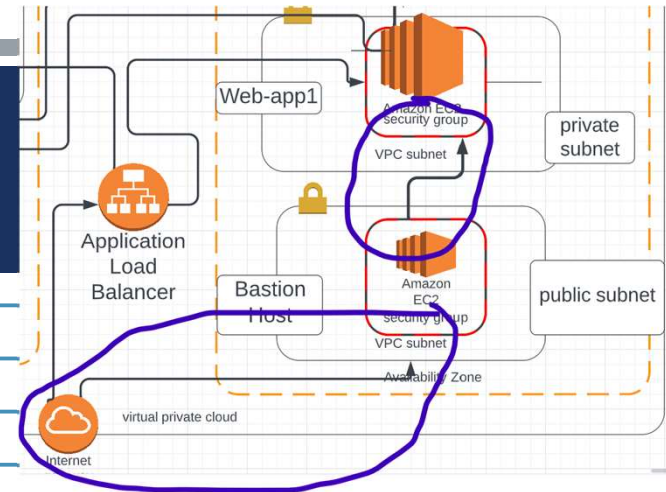 Amazon EC2
security group
Web-app1
private
subnet
VPC subnet
Application
Load
Balancer
Bastion
Host
Amazon
EC2
security group
public subnet
VPC subnet
Availability Zone
virtual private cloud
Internet